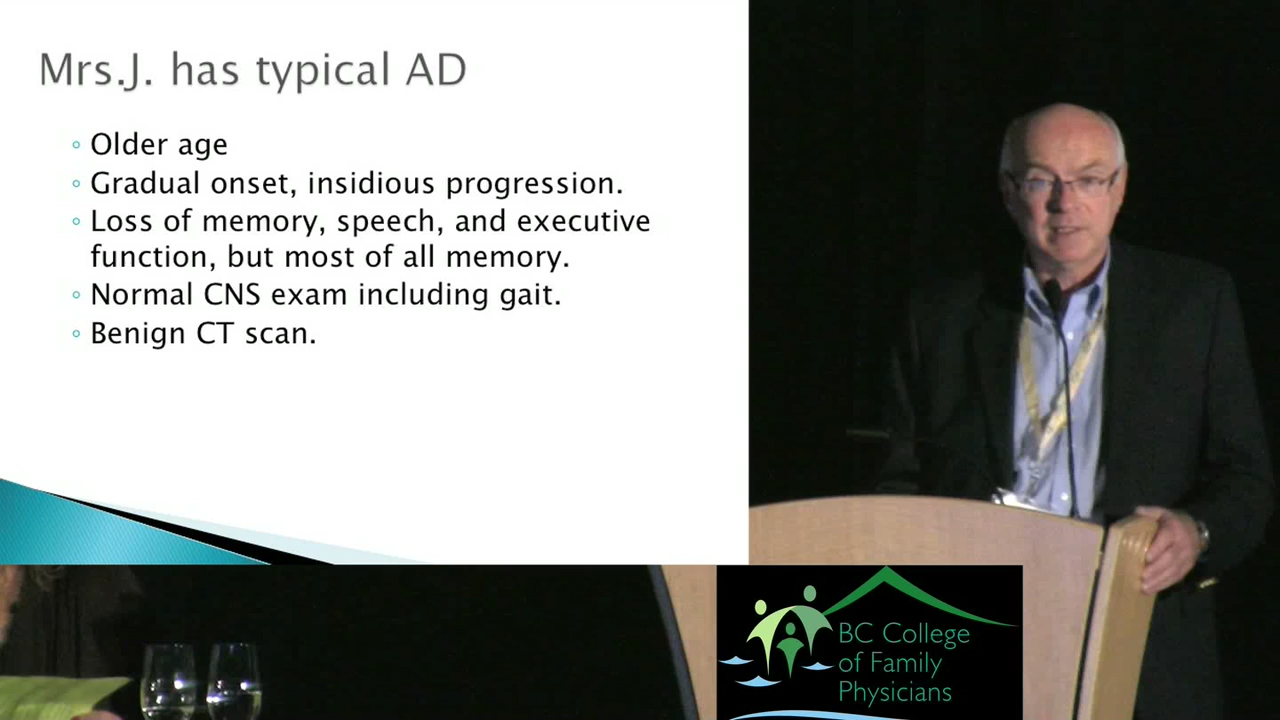 Mrs.J. has typical AD
◦ Older age
◦ Gradual onset, insidious progression.
◦ Loss of memory, speech, and executive
function, but most of all memory.
◦ Normal CNS exam including gait.
◦ Benign CT scan.
BC College
of Family
Physicians